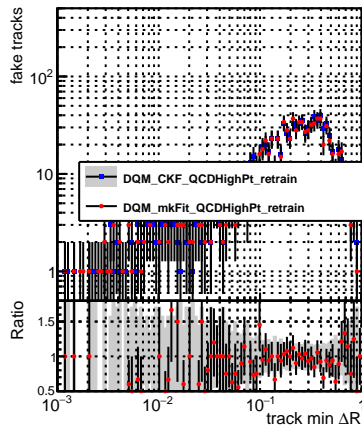 fake tracks
10²
10
1
DQM_CKF_QCDHighPt_retrain
DQM_mkFit_QCDHighPt_retrain
Ratio
1.5
1
0.5
10⁻³
10⁻²
10⁻¹
1
track min ΔR